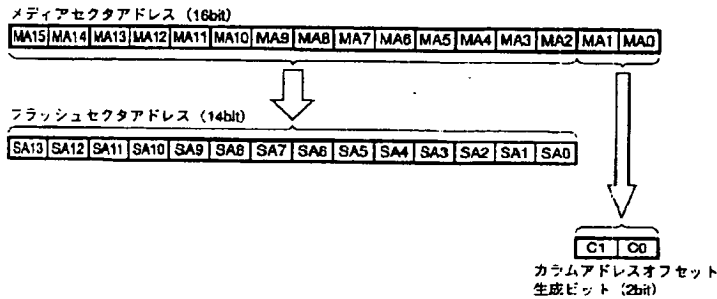 メディアセクタアドレス (16bit)
MA15 MA14 MA13 MA12 MA11 MA10 MA9 MA8 MA7 MA6 MA5 MA4 MA3 MA2 MA1 MA0
フラッシュセクタアドレス (14bit)
SA13 SA12 SA11 SA10 SA9 SA8 SA7 SA6 SA5 SA4 SA3 SA2 SA1 SA0
C1 C0
カラムアドレスオフセット
生成ビット (2bit)